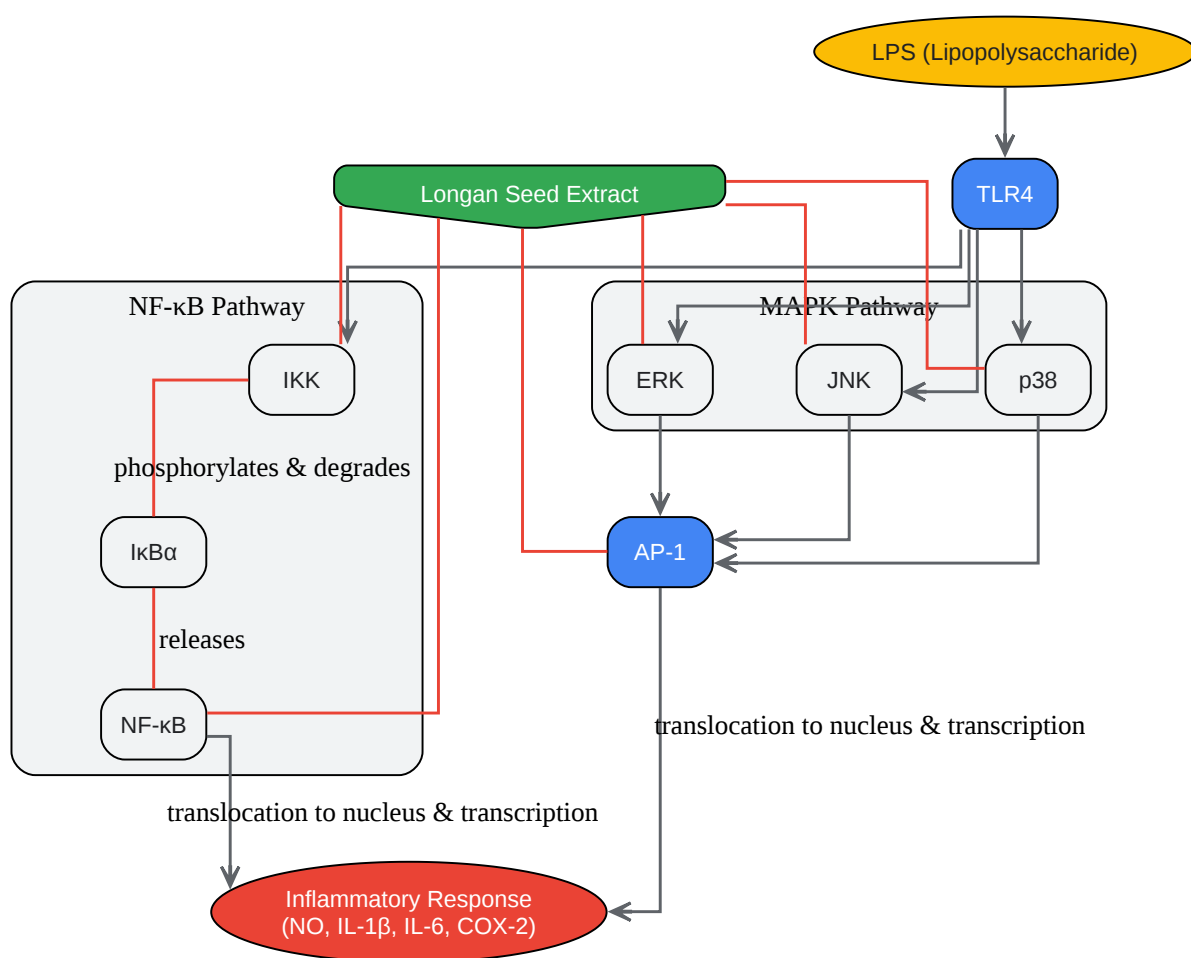 LPS (Lipopolysaccharide)
Longan Seed Extract
TLR4
NF-κB Pathway
MAPK Pathway
IKK
ERK
JNK
p38
phosphorylates & degrades
IκBα
AP-1
releases
NF-κB
translocation to nucleus & transcription
translocation to nucleus & transcription
Inflammatory Response
(NO, IL-1β, IL-6, COX-2)